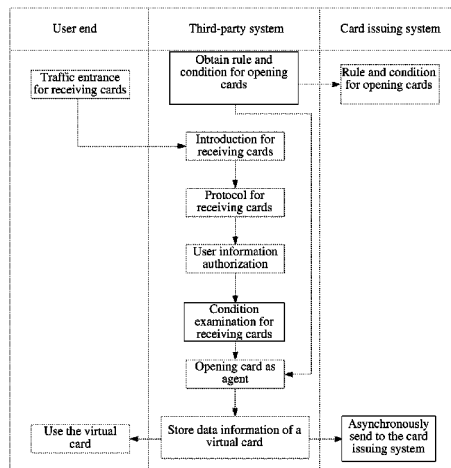 User end
Third-party system
Card issuing system
Obtain rule and
condition for opening
cards
Traffic entrance
for receiving cards
Rule and condition
for opening cards
Introduction for
receiving cards
Protocol for
receiving cards
User information
authorization
Condition
examination for
receiving cards
Opening card as
agent
Use the virtual
card
Store data information of a
virtual card
Asynchronously
send to the card
issuing system